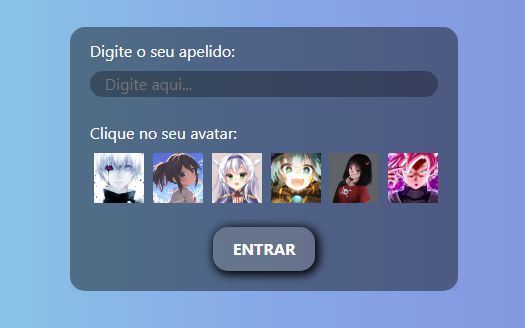 Digite o seu apelido:
Digite aqui...
Clique no seu avatar:
ENTRAR